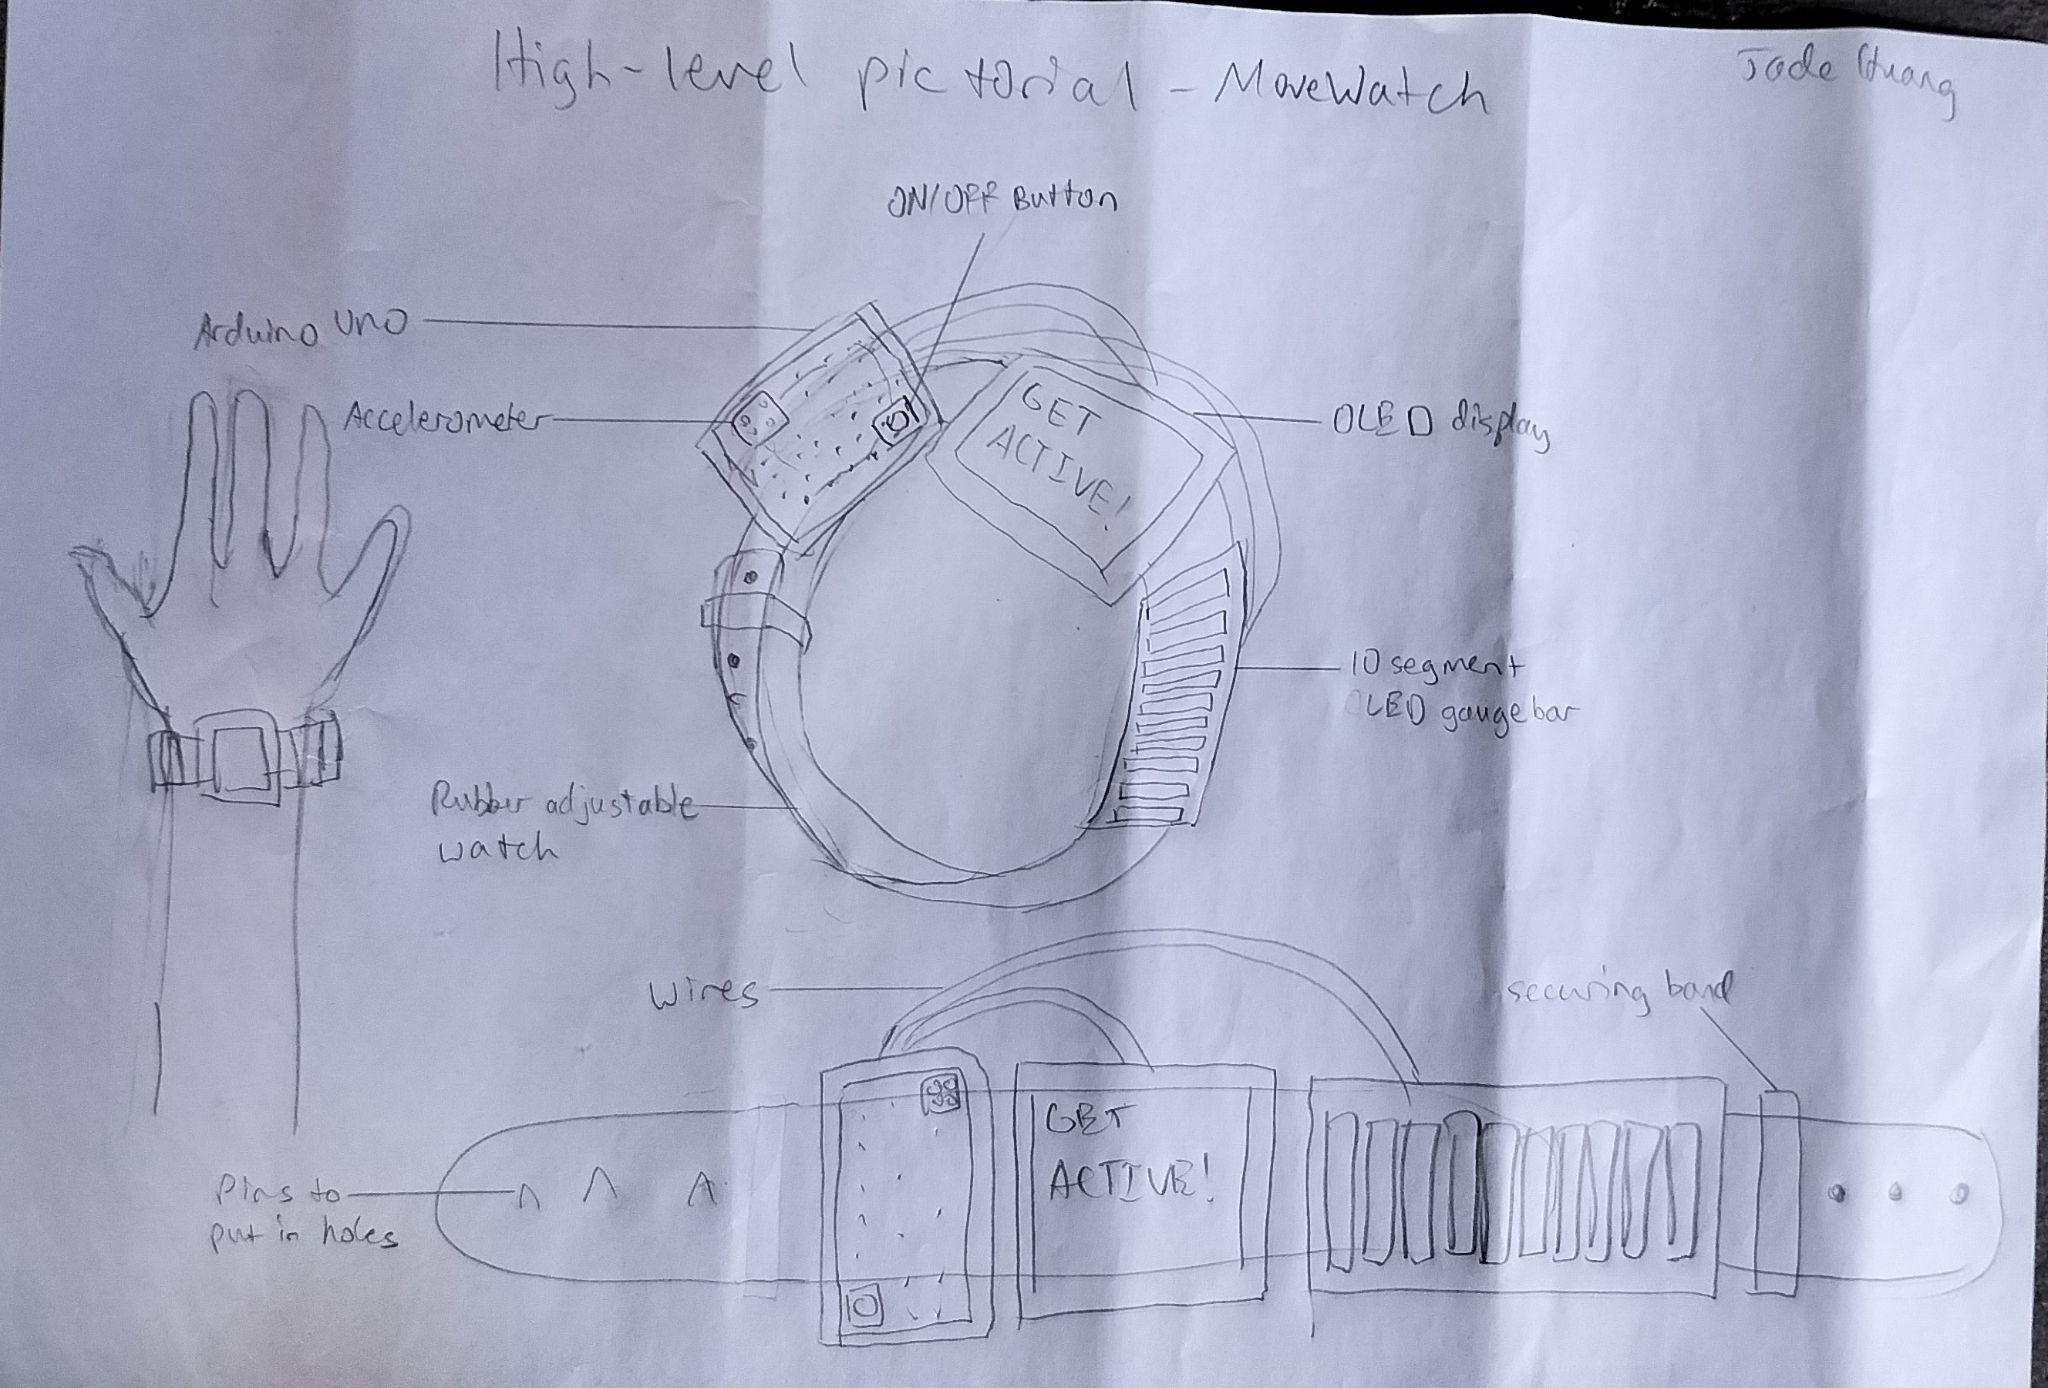 High-level pictorial - MoveWatch
Jade Huang
ON/OFF Button
Arduino Uno
Accelerometer
GET
ACTIVE!
OLED display
10 segment
LED gauge bar
Rubber adjustable
watch
wires
securing band
GET
ACTIVE!
Pins to
put in holes